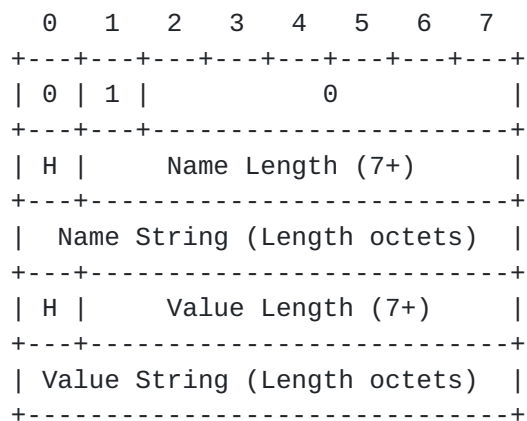 0   1   2   3   4   5   6   7
+---+---+---+---+---+---+---+---+
| 0 | 1 |           0           |
+---+---+-----------------------+
| H |     Name Length (7+)      |
+---+---------------------------+
|  Name String (Length octets)  |
+---+---------------------------+
| H |     Value Length (7+)     |
+---+---------------------------+
| Value String (Length octets)  |
+-------------------------------+